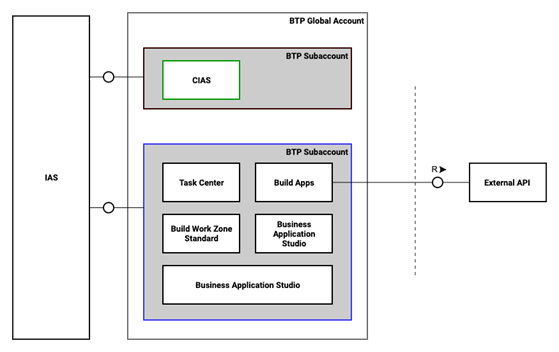 BTP Global Account
BTP Subaccount
CIAS
IAS
BTP Subaccount
Task Center
Build Apps
R
External API
Build Work Zone
Standard
Business
Application
Studio
Business Application Studio